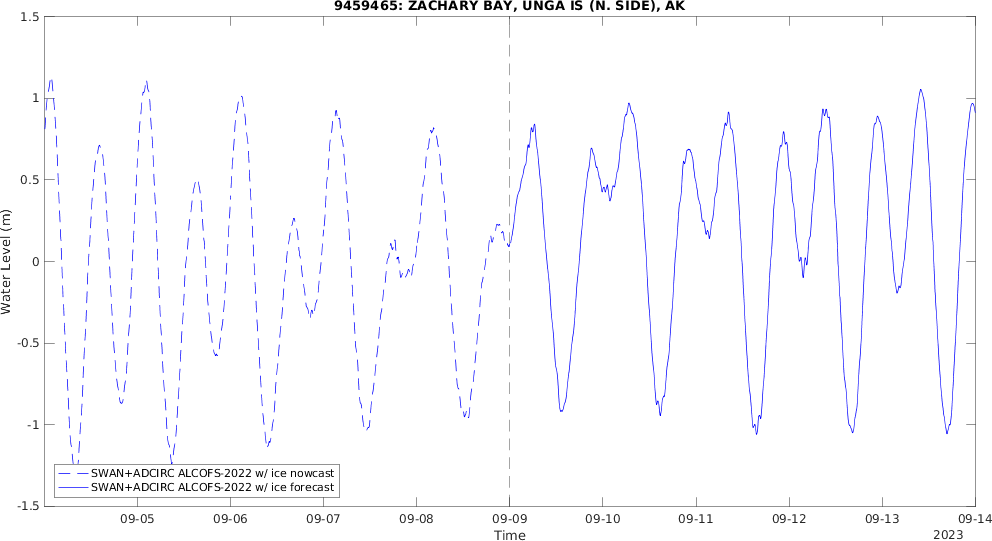 9459465: ZACHARY BAY, UNGA IS (N. SIDE), AK
1.5
1
0.5
0
-0.5
-1
-1.5
Water Level (m)
SWAN+ADCIRC ALCOFS-2022 w/ ice nowcast
SWAN+ADCIRC ALCOFS-2022 w/ ice forecast
09-05 09-06 09-07 09-08 09-09 09-10 09-11 09-12 09-13 09-14
Time
2023